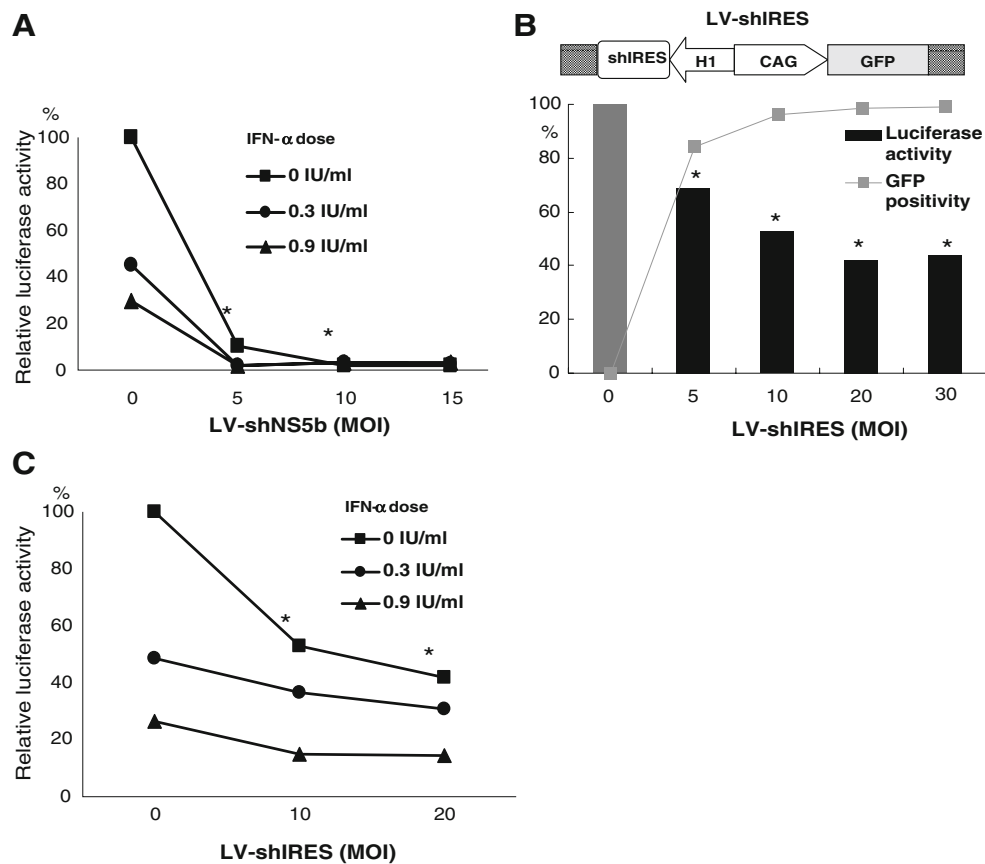 A
%
100
80
60
40
20
0
Relative luciferase activity
IFN-α dose
0 IU/ml
0.3 IU/ml
0.9 IU/ml
*
*
0 5 10 15
LV-shNS5b (MOI)
B
LV-shIRES
shIRES H1 CAG GFP
100
%
80
60
40
20
0
Luciferase activity
GFP positivity
*
*
*
*
0 5 10 20 30
LV-shIRES (MOI)
C
%
100
80
60
40
20
0
Relative luciferase activity
IFN-α dose
0 IU/ml
0.3 IU/ml
0.9 IU/ml
*
*
0 10 20
LV-shIRES (MOI)